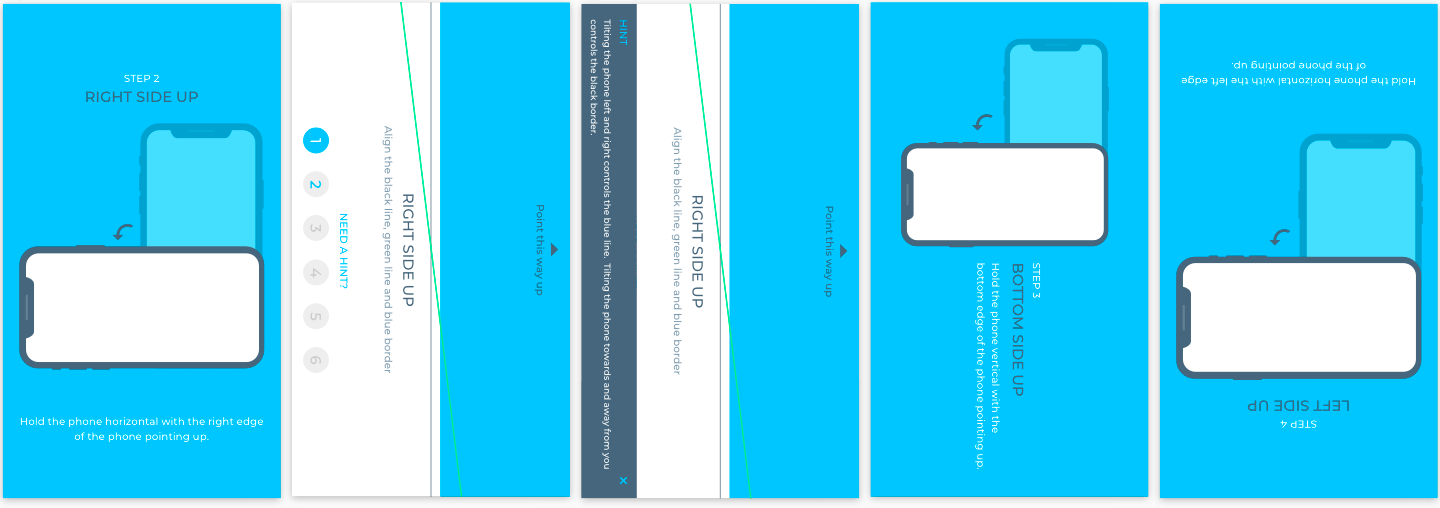 STEP 2
RIGHT SIDE UP
Hold the phone horizontal with the right edge
of the phone pointing up.
Point this way up
RIGHT SIDE UP
Align the black line, green line and blue border
NEED A HINT?
1
2
3
4
5
6
Point this way up
RIGHT SIDE UP
Align the black line, green line and blue border
HINT
Tilting the phone left and right controls the blue line. Tilting the phone towards and away from you
controls the black border.
×
STEP 3
BOTTOM SIDE UP
Hold the phone vertical with the
bottom edge of the phone pointing up.
STEP 4
LEFT SIDE UP
Hold the phone horizontal with the left edge
of the phone pointing up.